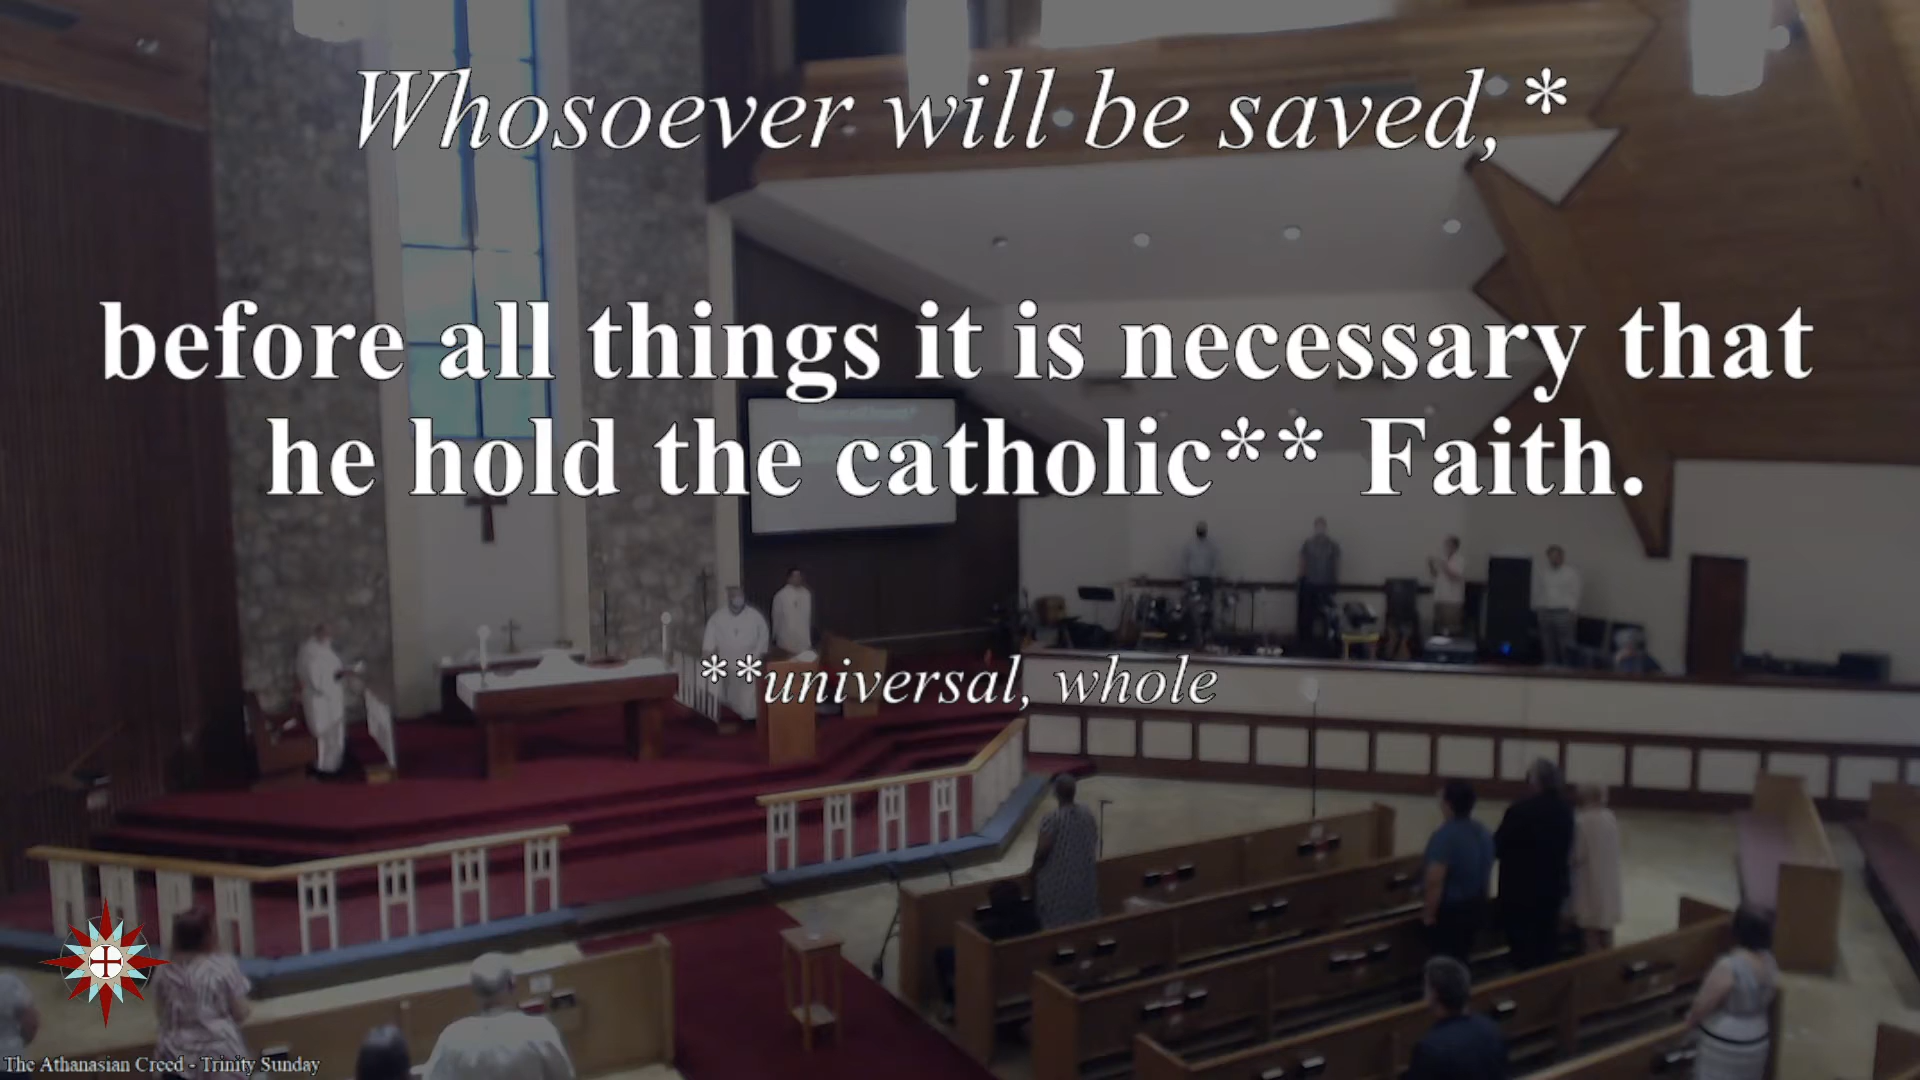 Whosoever will be saved,*
before all things it is necessary that
he hold the catholic** Faith.
**universal, whole
The Athanasian Creed - Trinity Sunday